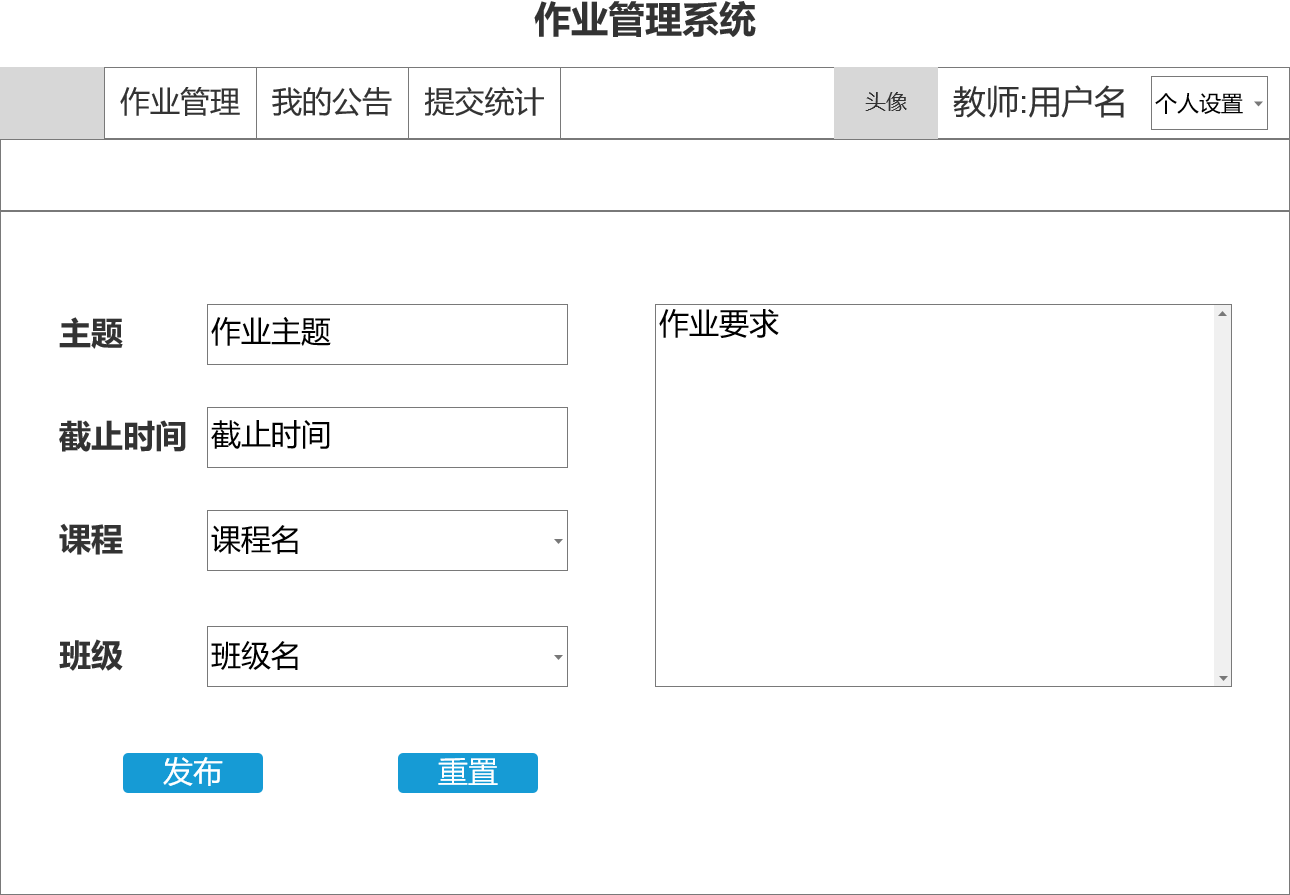 作业管理系统
作业管理 我的公告 提交统计 头像 教师:用户名 个人设置
主题 作业主题 作业要求
截止时间 截止时间
课程 课程名
班级 班级名
发布 重置